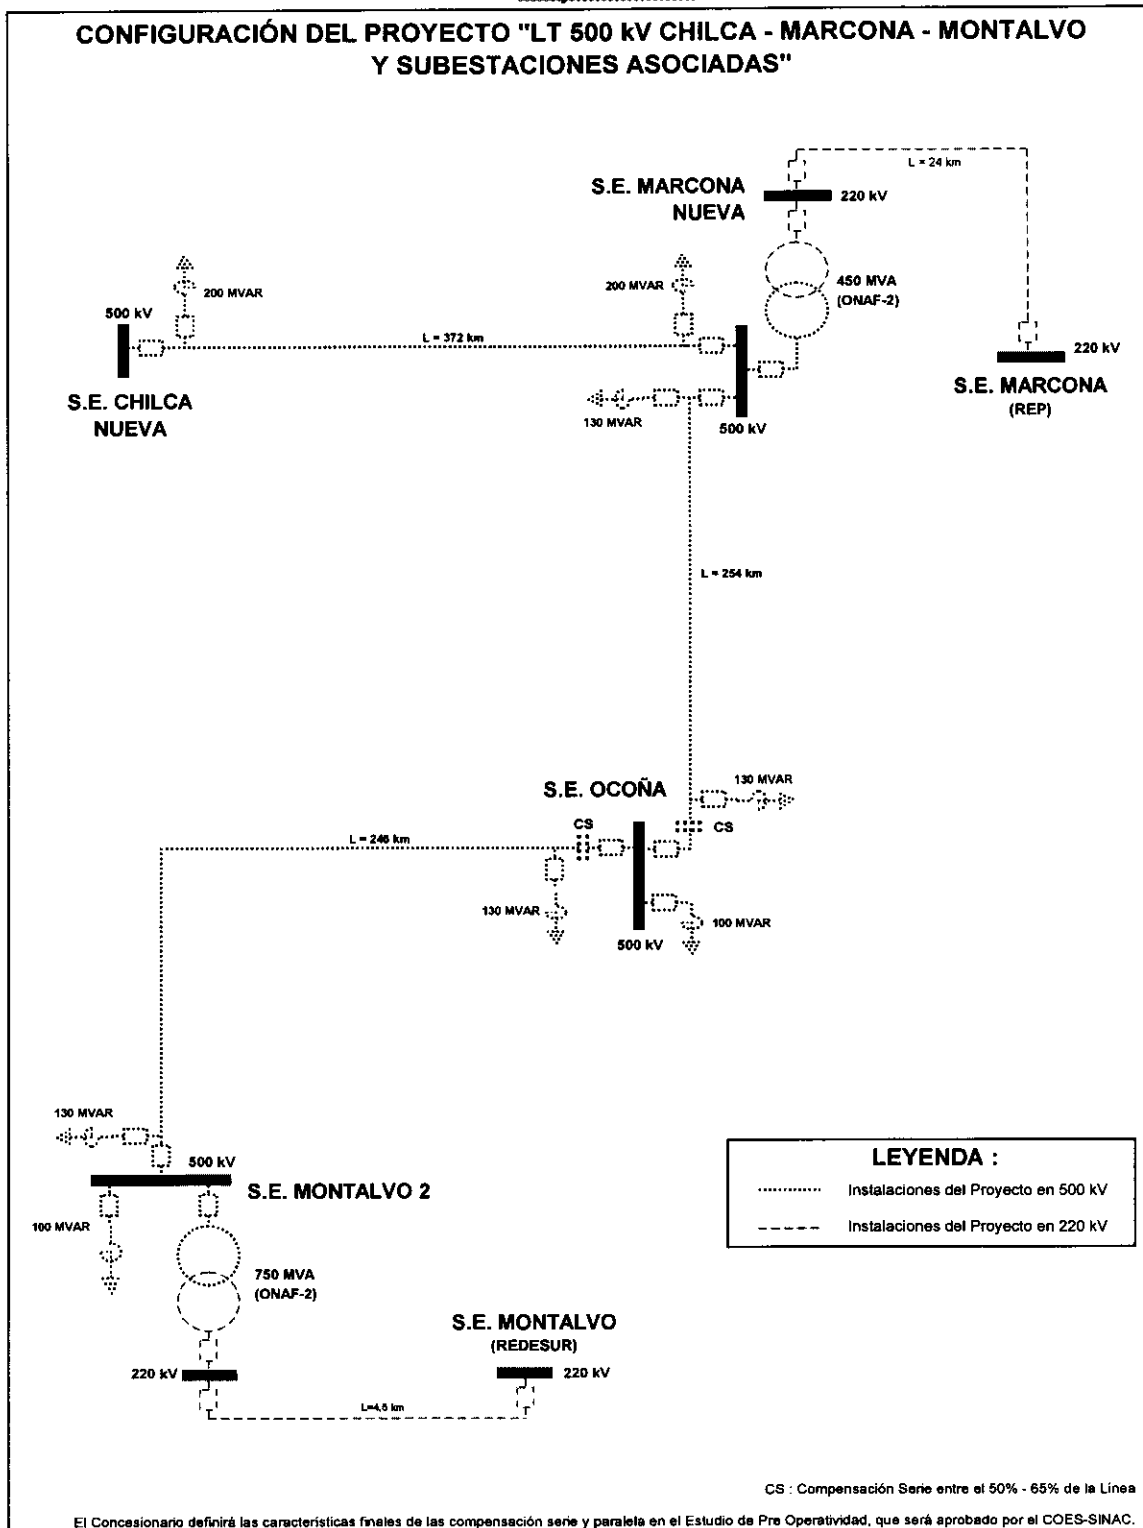 CONFIGURACIÓN DEL PROYECTO "LT 500 kV CHILCA - MARCONA - MONTALVO
Y SUBESTACIONES ASOCIADAS"
L = 24 km
S.E. MARCONA
NUEVA
220 kV
450 MVA
(ONAF-2)
200 MVAR
200 MVAR
500 kV
L = 372 km
220 kV
S.E. MARCONA
(REP)
S.E. CHILCA
NUEVA
130 MVAR
500 kV
L = 254 km
130 MVAR
S.E. OCOÑA
CS
CS
L = 246 km
130 MVAR
100 MVAR
500 kV
130 MVAR
500 kV
S.E. MONTALVO 2
100 MVAR
750 MVA
(ONAF-2)
LEYENDA :
Instalaciones del Proyecto en 500 kV
Instalaciones del Proyecto en 220 kV
S.E. MONTALVO
(REDESUR)
220 kV
220 kV
L=4,5 km
CS : Compensación Serie entre el 50% - 65% de la Línea
El Concesionario definirá las características finales de las compensación serie y paralela en el Estudio de Pre Operatividad, que será aprobado por el COES-SINAC.